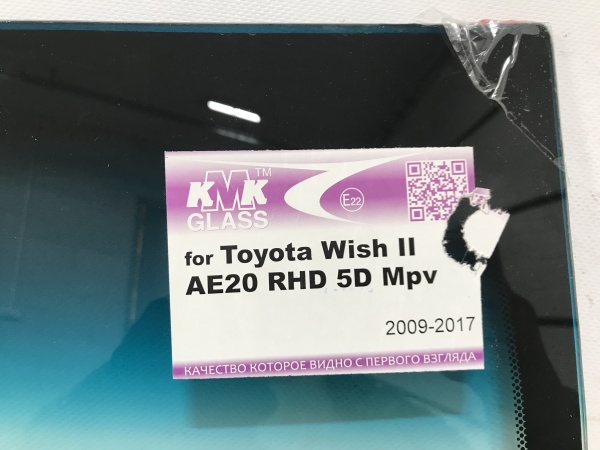 KMK™
GLASS
E22
for Toyota Wish II
AE20 RHD 5D Mpv
2009-2017
КАЧЕСТВО КОТОРОЕ ВИДНО С ПЕРВОГО ВЗГЛЯДА